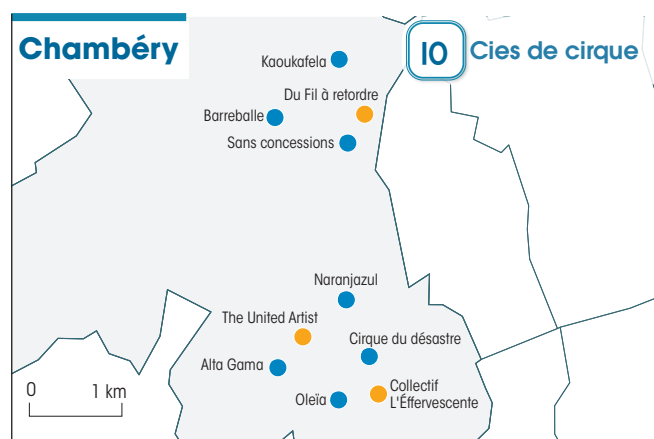 Chambéry
10 Cies de cirque
Kaoukafela
Du Fil à retordre
Barreballe
Sans concessions
Naranjazul
The United Artist
Cirque du désastre
Alta Gama
Collectif
L'Effervescente
Oleïa
0 1 km